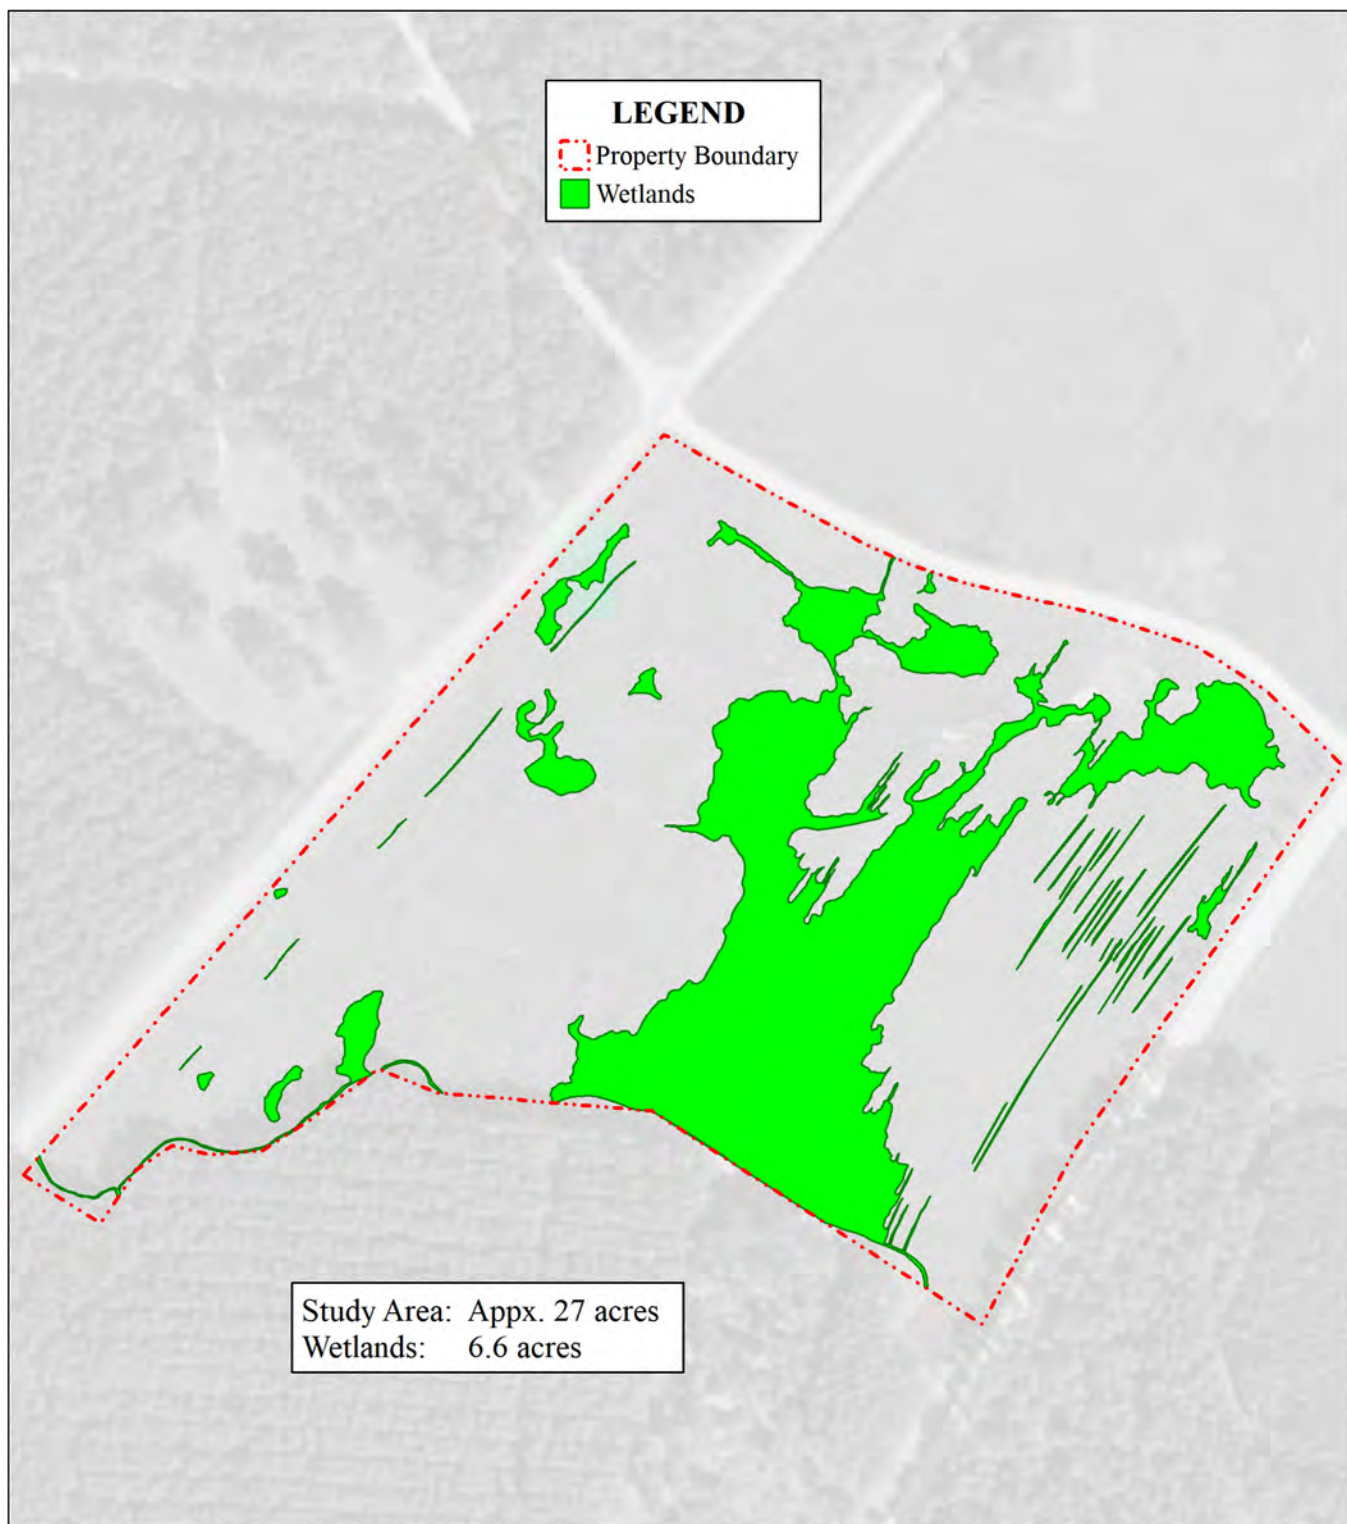 LEGEND
Property Boundary
Wetlands
Study Area: Appx. 27 acres
Wetlands: 6.6 acres